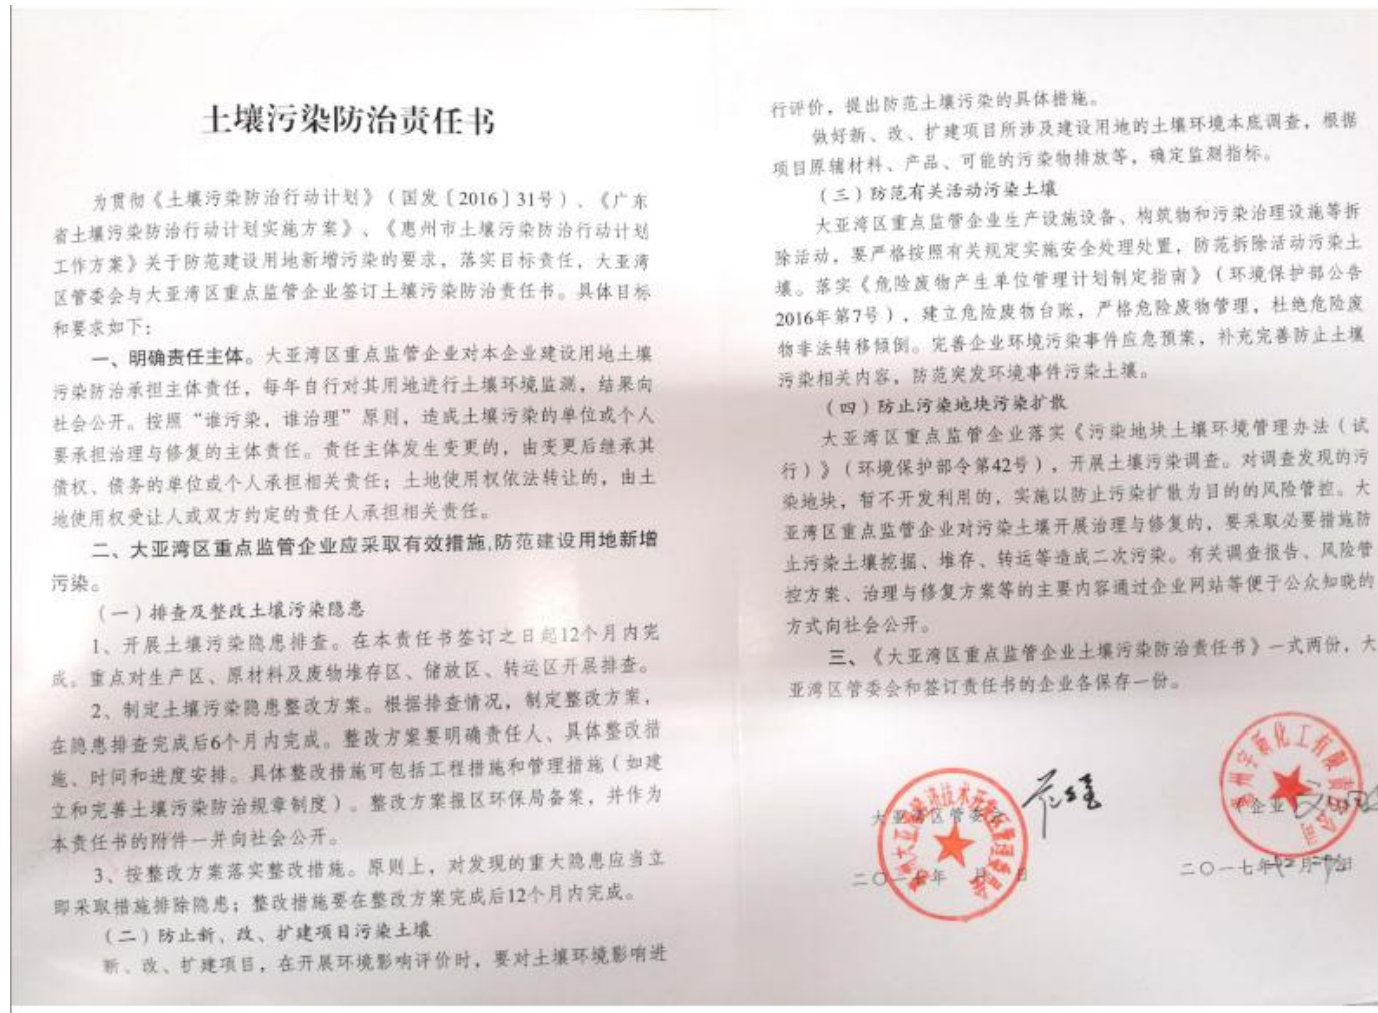 土壤污染防治责任书
为贯彻《土壤污染防治行动计划》（国发〔2016〕31号）、《广东
省土壤污染防治行动计划实施方案》、《惠州市土壤污染防治行动计划
工作方案》关于防范建设用地新增污染的要求，落实目标责任，大亚湾
区管委会与大亚湾区重点监管企业签订土壤污染防治责任书。具体目标
和要求如下：
一、明确责任主体。大亚湾区重点监管企业对本企业建设用地土壤
污染防治承担主体责任，每年自行对其用地进行土壤环境监测，结果向
社会公开。按照“谁污染，谁治理”原则，造成土壤污染的单位或个人
要承担治理与修复的主体责任。责任主体发生变更的，由变更后继承其
债权、债务的单位或个人承担相关责任；土地使用权依法转让的，由土
地使用权受让人或双方约定的责任人承担相关责任。
二、大亚湾区重点监管企业应采取有效措施,防范建设用地新增
污染。
（一）排查及整改土壤污染隐患
1、开展土壤污染隐患排查。在本责任书签订之日起12个月内完
成。重点对生产区、原材料及废物堆存区、储放区、转运区开展排查。
2、制定土壤污染隐患整改方案。根据排查情况，制定整改方案，
在隐患排查完成后6个月内完成。整改方案要明确责任人、具体整改措
施、时间和进度安排。具体整改措施可包括工程措施和管理措施（如建
立和完善土壤污染防治规章制度）。整改方案报区环保局备案，并作为
本责任书的附件一并向社会公开。
3、按整改方案落实整改措施。原则上，对发现的重大隐患应当立
即采取措施排除隐患；整改措施要在整改方案完成后12个月内完成。
（二）防止新、改、扩建项目污染土壤
新、改、扩建项目，在开展环境影响评价时，要对土壤环境影响进
行评价，提出防范土壤污染的具体措施。
做好新、改、扩建项目所涉及建设用地的土壤环境本底调查，根据
项目原辅材料、产品、可能的污染物排放等，确定监测指标。
（三）防范有关活动污染土壤
大亚湾区重点监管企业生产设施设备、构筑物和污染治理设施等拆
除活动，要严格按照有关规定实施安全处理处置，防范拆除活动污染土
壤。落实《危险废物产生单位管理计划制定指南》（环境保护部公告
2016年第7号），建立危险废物台账，严格危险废物管理，杜绝危险废
物非法转移倾倒。完善企业环境污染事件应急预案，补充完善防止土壤
污染相关内容，防范突发环境事件污染土壤。
（四）防止污染地块污染扩散
大亚湾区重点监管企业落实《污染地块土壤环境管理办法（试
行）》（环境保护部令第42号），开展土壤污染调查。对调查发现的污
染地块，暂不开发利用的，实施以防止污染扩散为目的的风险管控。大
亚湾区重点监管企业对污染土壤开展治理与修复的，要采取必要措施防
止污染土壤挖掘、堆存、转运等造成二次污染。有关调查报告、风险管
控方案、治理与修复方案等的主要内容通过企业网站等便于公众知晓的
方式向社会公开。
三、《大亚湾区重点监管企业土壤污染防治责任书》一式两份，大
亚湾区管委会和签订责任书的企业各保存一份。
大亚湾区管委
企业
二〇一七年 月 日
二〇一七年12月